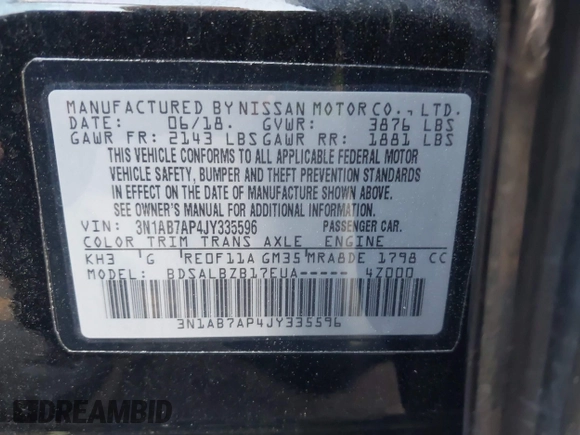 MANUFACTURED BY NISSAN MOTOR CO., LTD.
DATE: 06/18. GVWR: 3876 LBS
GAWR FR: 2143 LBS GAWR RR: 1881 LBS
THIS VEHICLE CONFORMS TO ALL APPLICABLE FEDERAL MOTOR
VEHICLE SAFETY, BUMPER AND THEFT PREVENTION STANDARDS
IN EFFECT ON THE DATE OF MANUFACTURE SHOWN ABOVE.
SEE OWNER'S MANUAL FOR ADDITIONAL INFORMATION.
VIN: 3N1AB7AP4JY335596 PASSENGER CAR.
COLOR TRIM TRANS AXLE ENGINE
KH3 G RE0F11A GM35 MRA8DE 1798 CC
MODEL: BDSALBZB17EUA----- 4Z000
3N1AB7AP4JY335596
DREAMBID